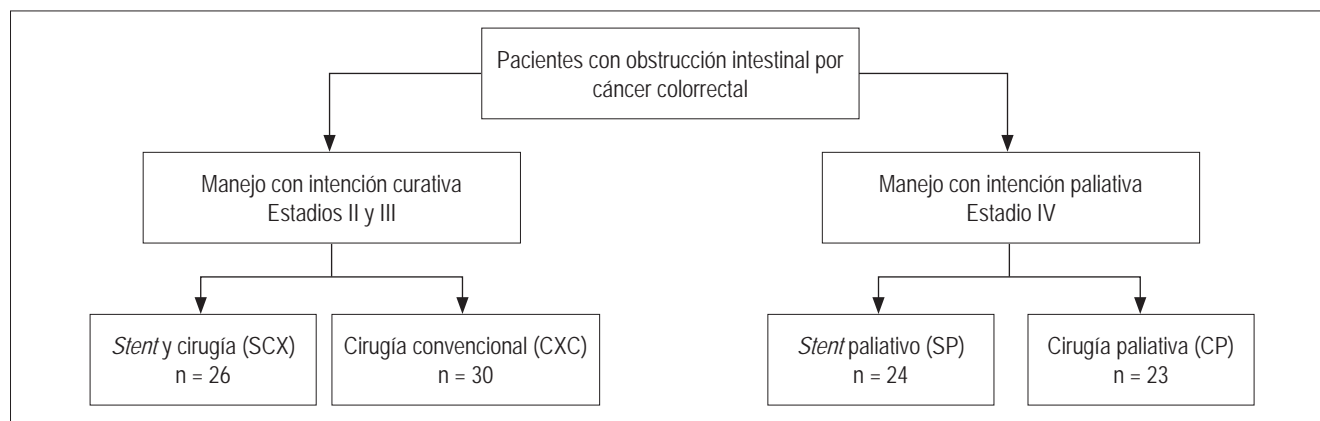 Pacientes con obstrucción intestinal por
cáncer colorrectal
Manejo con intención curativa
Estadios II y III
Manejo con intención paliativa
Estadio IV
Stent y cirugía (SCX)
n = 26
Cirugía convencional (CXC)
n = 30
Stent paliativo (SP)
n = 24
Cirugía paliativa (CP)
n = 23